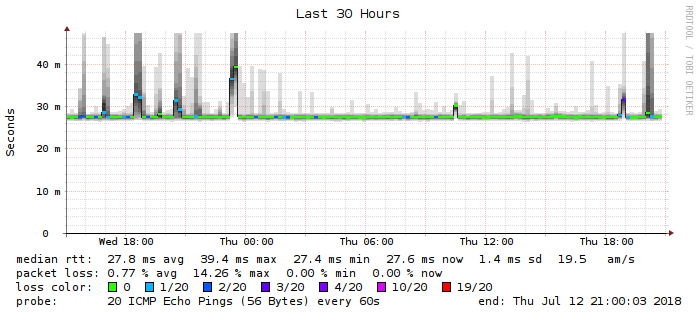 Last 30 Hours
RRDTOOL / TOBI OETIKER
Seconds
40 m
30 m
20 m
10 m
0
Wed 18:00 Thu 00:00 Thu 06:00 Thu 12:00 Thu 18:00
median rtt: 27.8 ms avg 39.4 ms max 27.4 ms min 27.6 ms now 1.4 ms sd 19.5 am/s
packet loss: 0.77 % avg 14.26 % max 0.00 % min 0.00 % now
loss color: 0 1/20 2/20 3/20 4/20 10/20 19/20
probe: 20 ICMP Echo Pings (56 Bytes) every 60s end: Thu Jul 12 21:00:03 2018